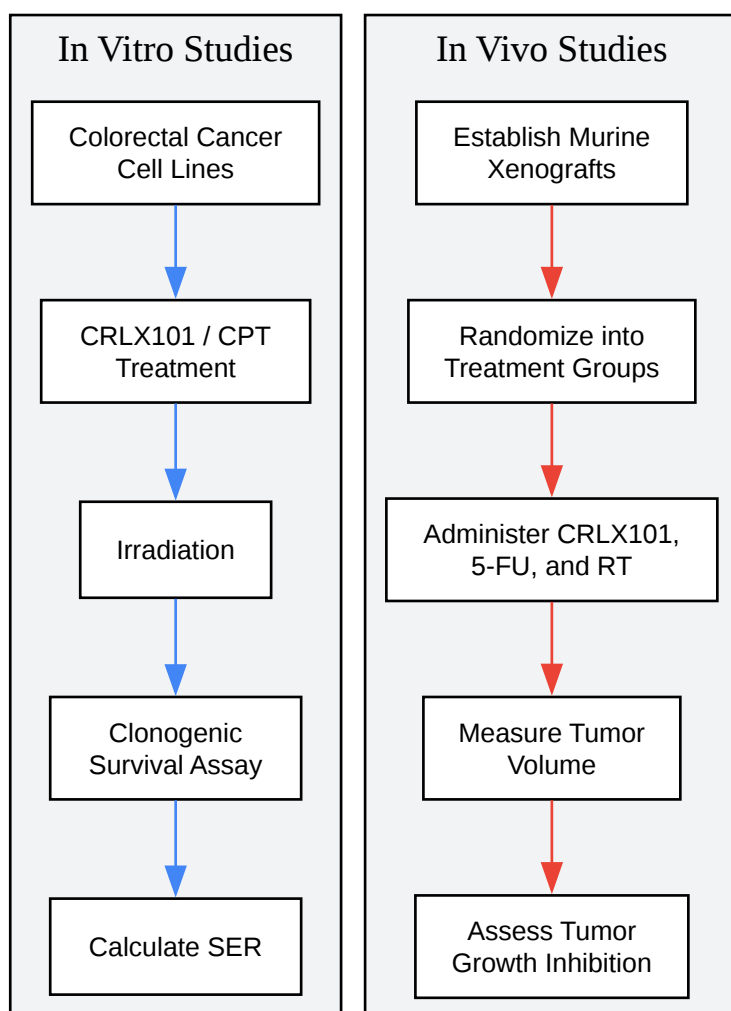 In Vitro Studies
Colorectal Cancer
Cell Lines
CRLX101 / CPT
Treatment
Irradiation
Clonogenic
Survival Assay
Calculate SER
In Vivo Studies
Establish Murine
Xenografts
Randomize into
Treatment Groups
Administer CRLX101,
5-FU, and RT
Measure Tumor
Volume
Assess Tumor
Growth Inhibition